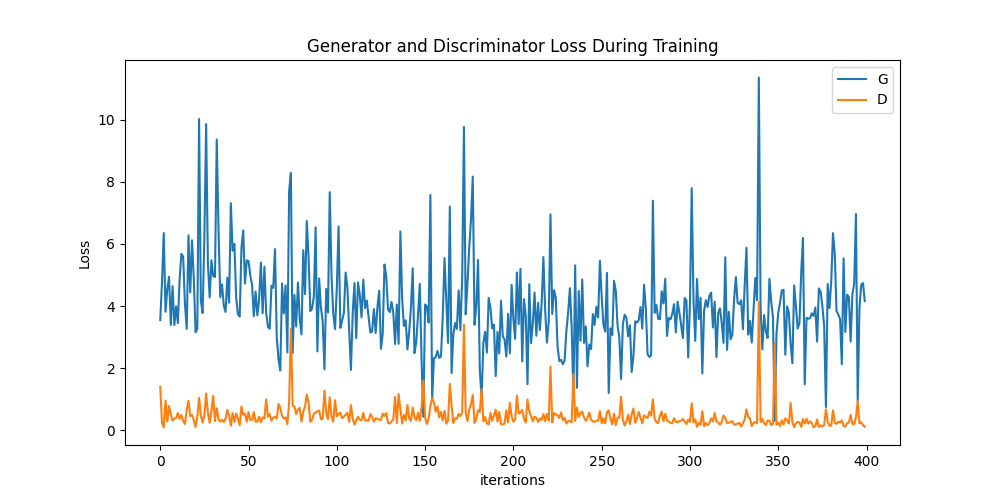 Generator and Discriminator Loss During Training
G
D
Loss
10
8
6
4
2
0
0 50 100 150 200 250 300 350 400
iterations